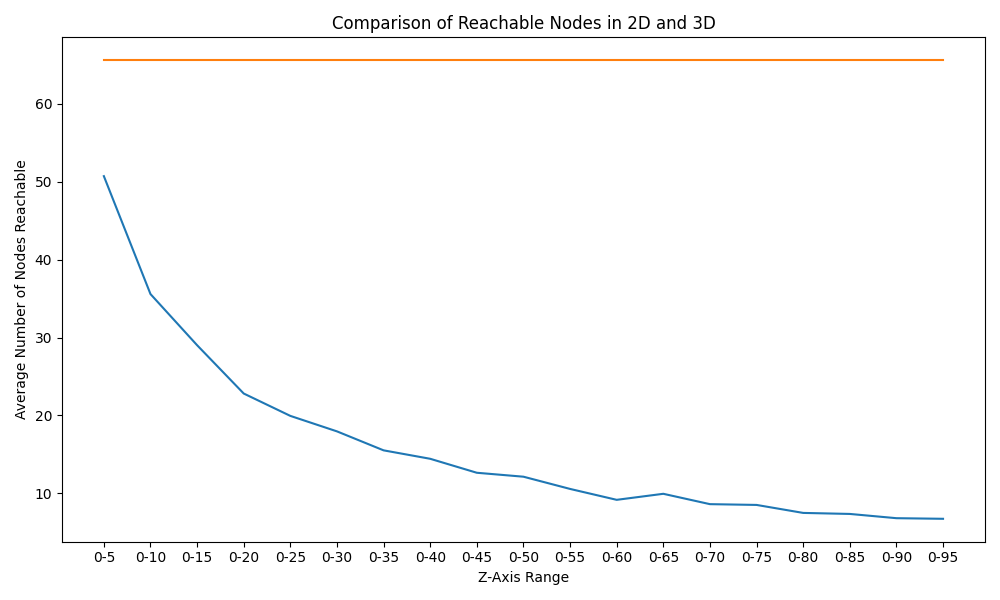 Comparison of Reachable Nodes in 2D and 3D
Average Number of Nodes Reachable
60
50
40
30
20
10
0-5 0-10 0-15 0-20 0-25 0-30 0-35 0-40 0-45 0-50 0-55 0-60 0-65 0-70 0-75 0-80 0-85 0-90 0-95
Z-Axis Range